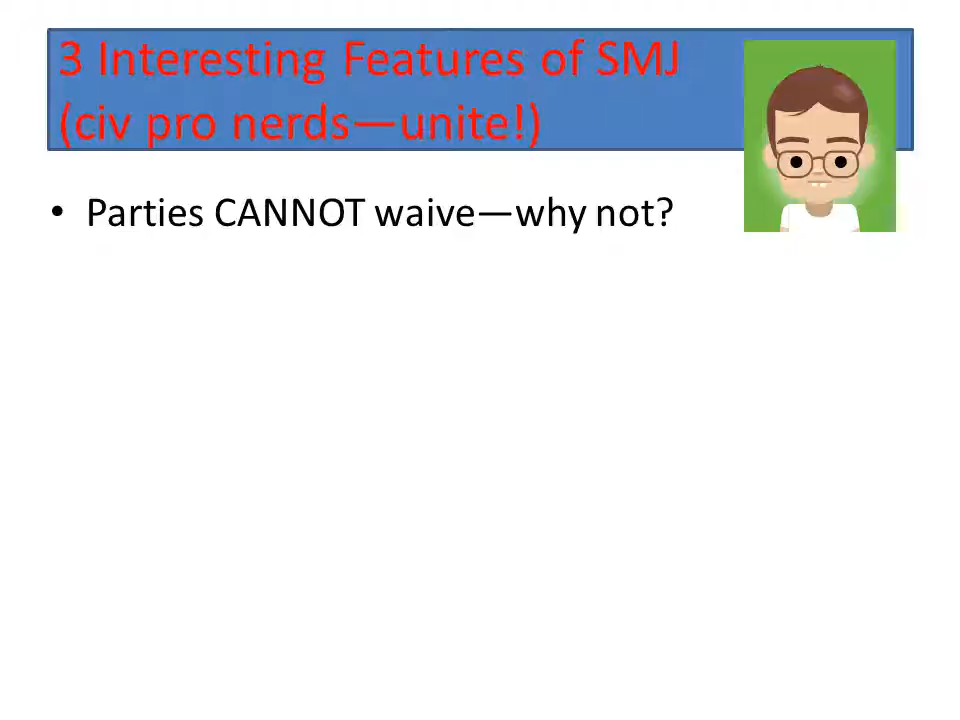 3 Interesting Features of SMJ
(civ pro nerds—unite!)
• Parties CANNOT waive—why not?